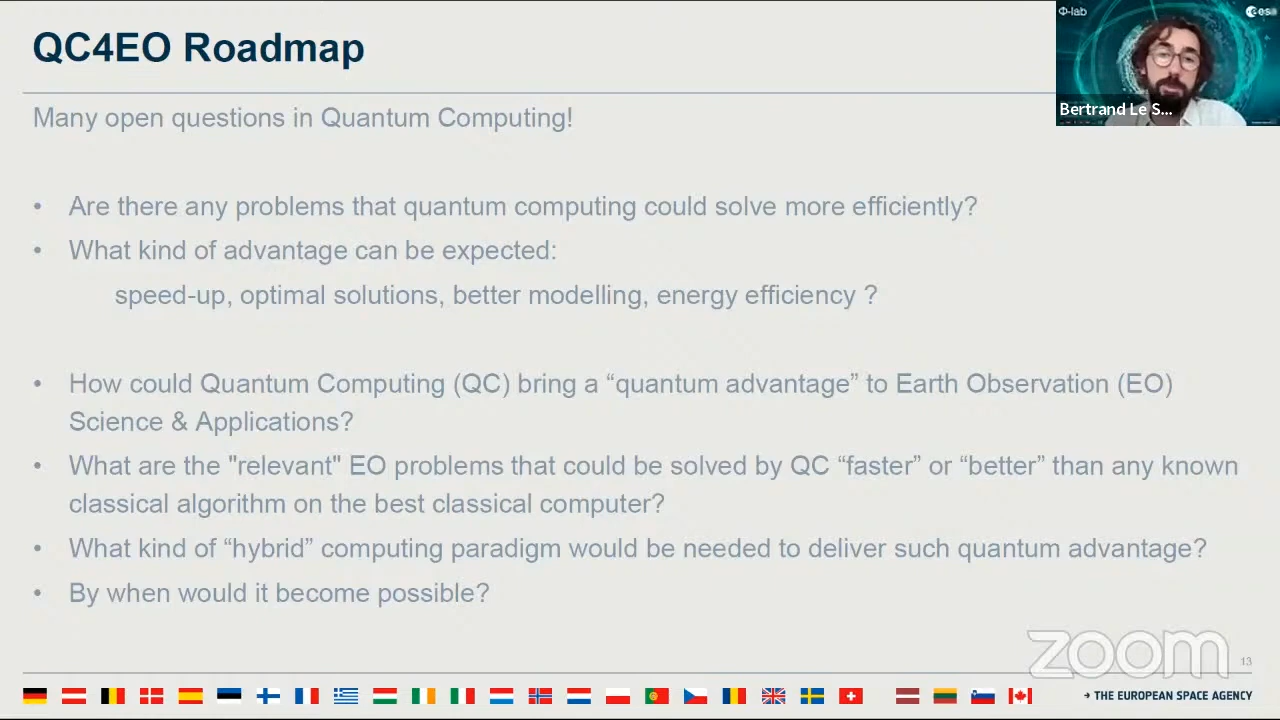 QC4EO Roadmap
Φ-lab
esa
Bertrand Le S...
Many open questions in Quantum Computing!
• Are there any problems that quantum computing could solve more efficiently?
• What kind of advantage can be expected:
speed-up, optimal solutions, better modelling, energy efficiency ?
• How could Quantum Computing (QC) bring a “quantum advantage” to Earth Observation (EO)
Science & Applications?
• What are the "relevant" EO problems that could be solved by QC “faster” or “better” than any known
classical algorithm on the best classical computer?
• What kind of “hybrid” computing paradigm would be needed to deliver such quantum advantage?
• By when would it become possible?
zoom
13
→ THE EUROPEAN SPACE AGENCY